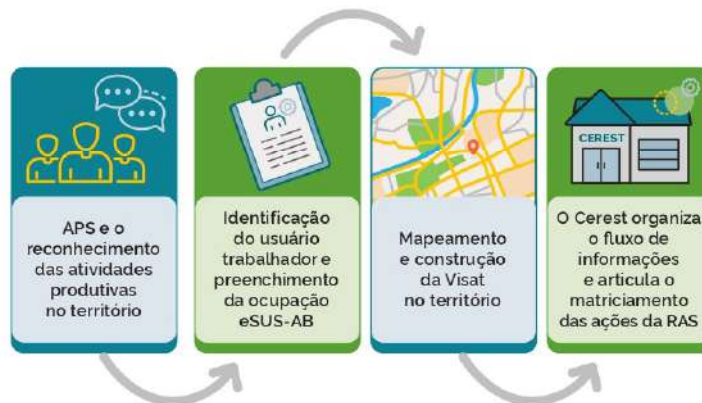 APS e o
reconhecimento
das atividades
produtivas
no território
Identificação
do usuário
trabalhador e
preenchimento
da ocupação
eSUS-AB
Mapeamento
e construção
da Visat
no território
CEREST
O Cerest organiza
o fluxo de
informações
e articula o
matriciamento
das ações da RAS